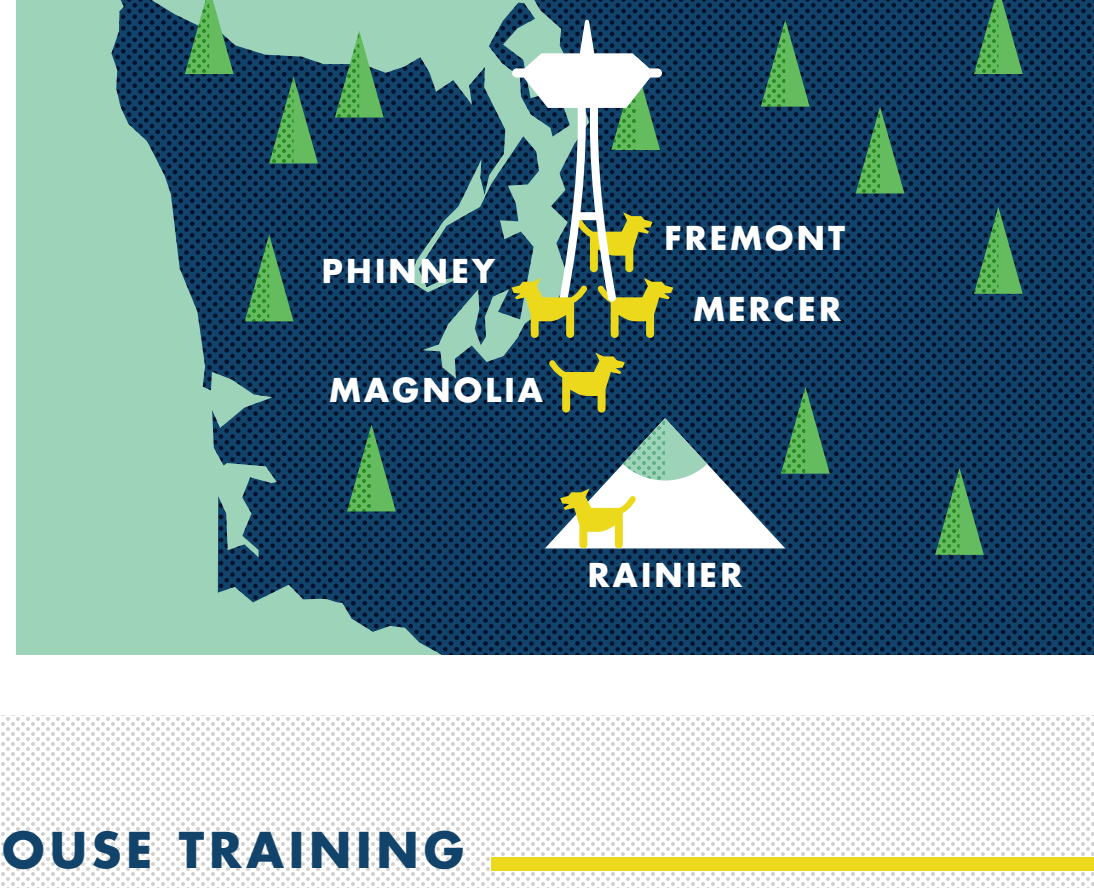 FREMONT
PHINNEY
MERCER
MAGNOLIA
RAINIER
OUSE TRAINING